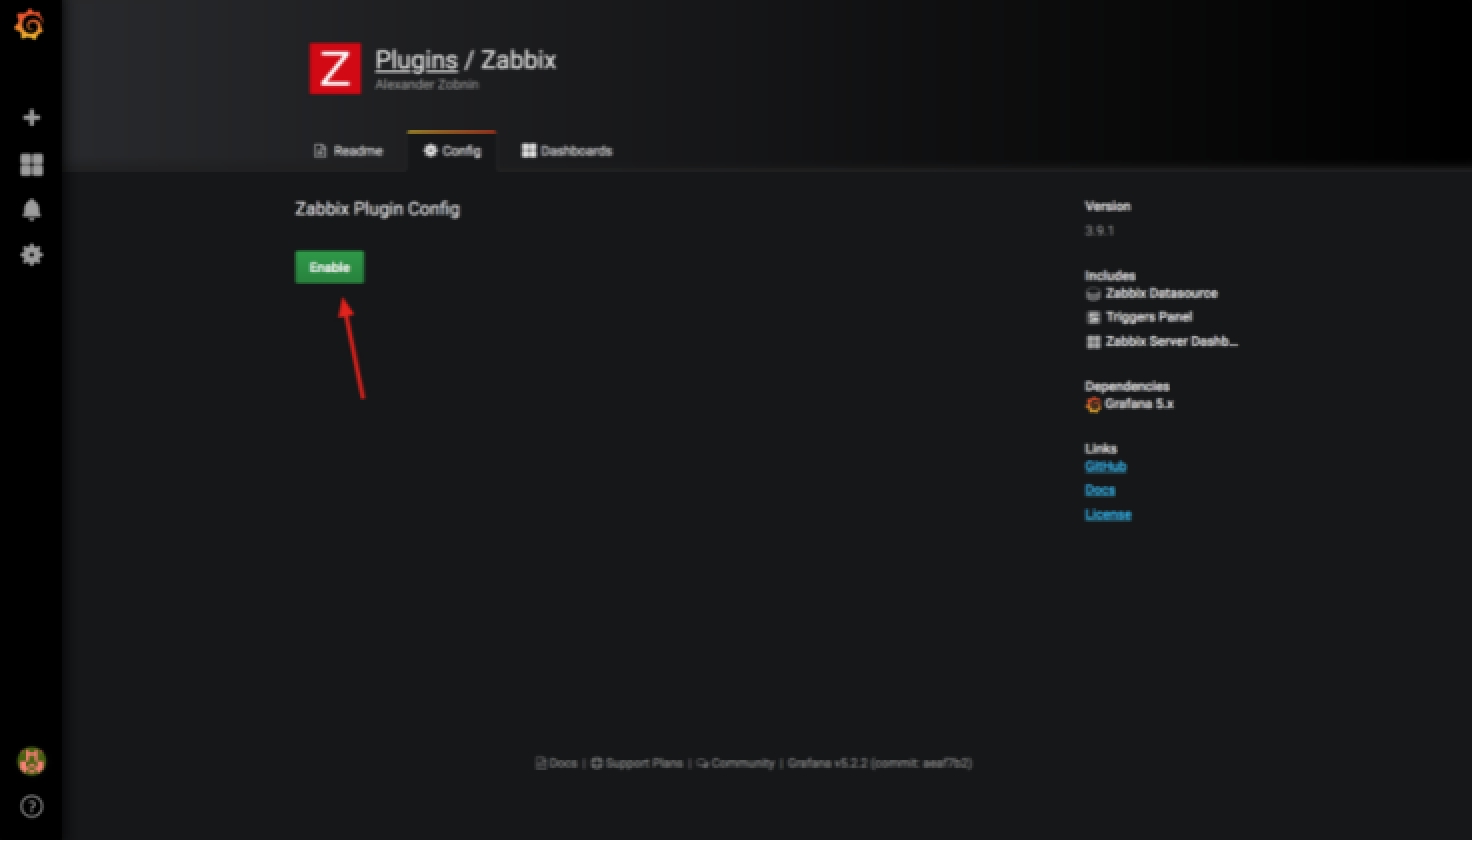 Z
Plugins / Zabbix
Alexander Zobnin
Readme
Config
Dashboards
Zabbix Plugin Config
Enable
Version
3.9.1
Includes
Zabbix Datasource
Triggers Panel
Zabbix Server Dashb...
Dependencies
Grafana 5.x
Links
GitHub
Docs
License
Docs | Support Plans | Community | Grafana v5.2.2 (commit: aeaf7b2)
?